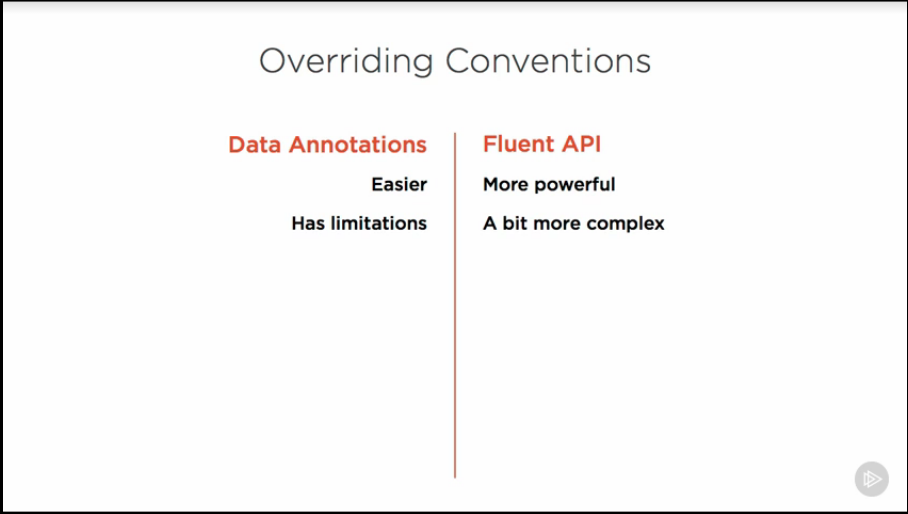 Overriding Conventions
Data Annotations
Easier
Has limitations
Fluent API
More powerful
A bit more complex